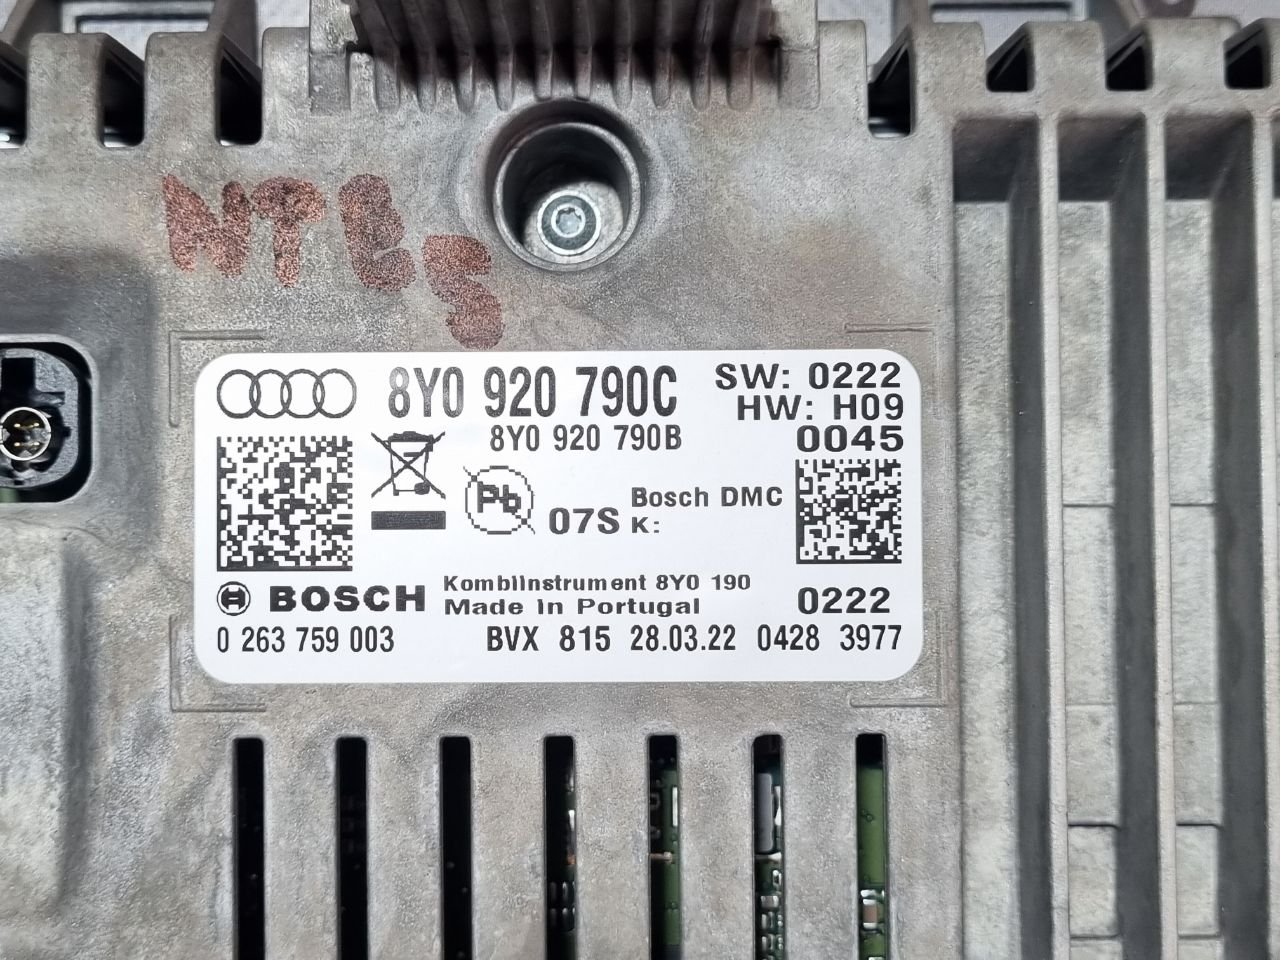 NTB5
8Y0 920 790C
SW: 0222
HW: H09
8Y0 920 790B
0045
Pb
07S
Bosch DMC
K:
H BOSCH
Kombiinstrument 8Y0 190
Made in Portugal
0222
0 263 759 003
BVX 815 28.03.22 0428 3977